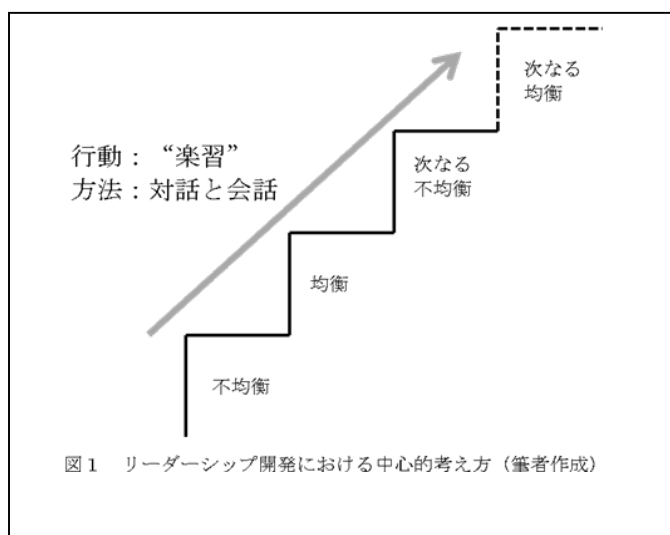 次なる
均衡
行動：“楽習”
方法：対話と会話
次なる
不均衡
均衡
不均衡
図１　リーダーシップ開発における中心的考え方（筆者作成）